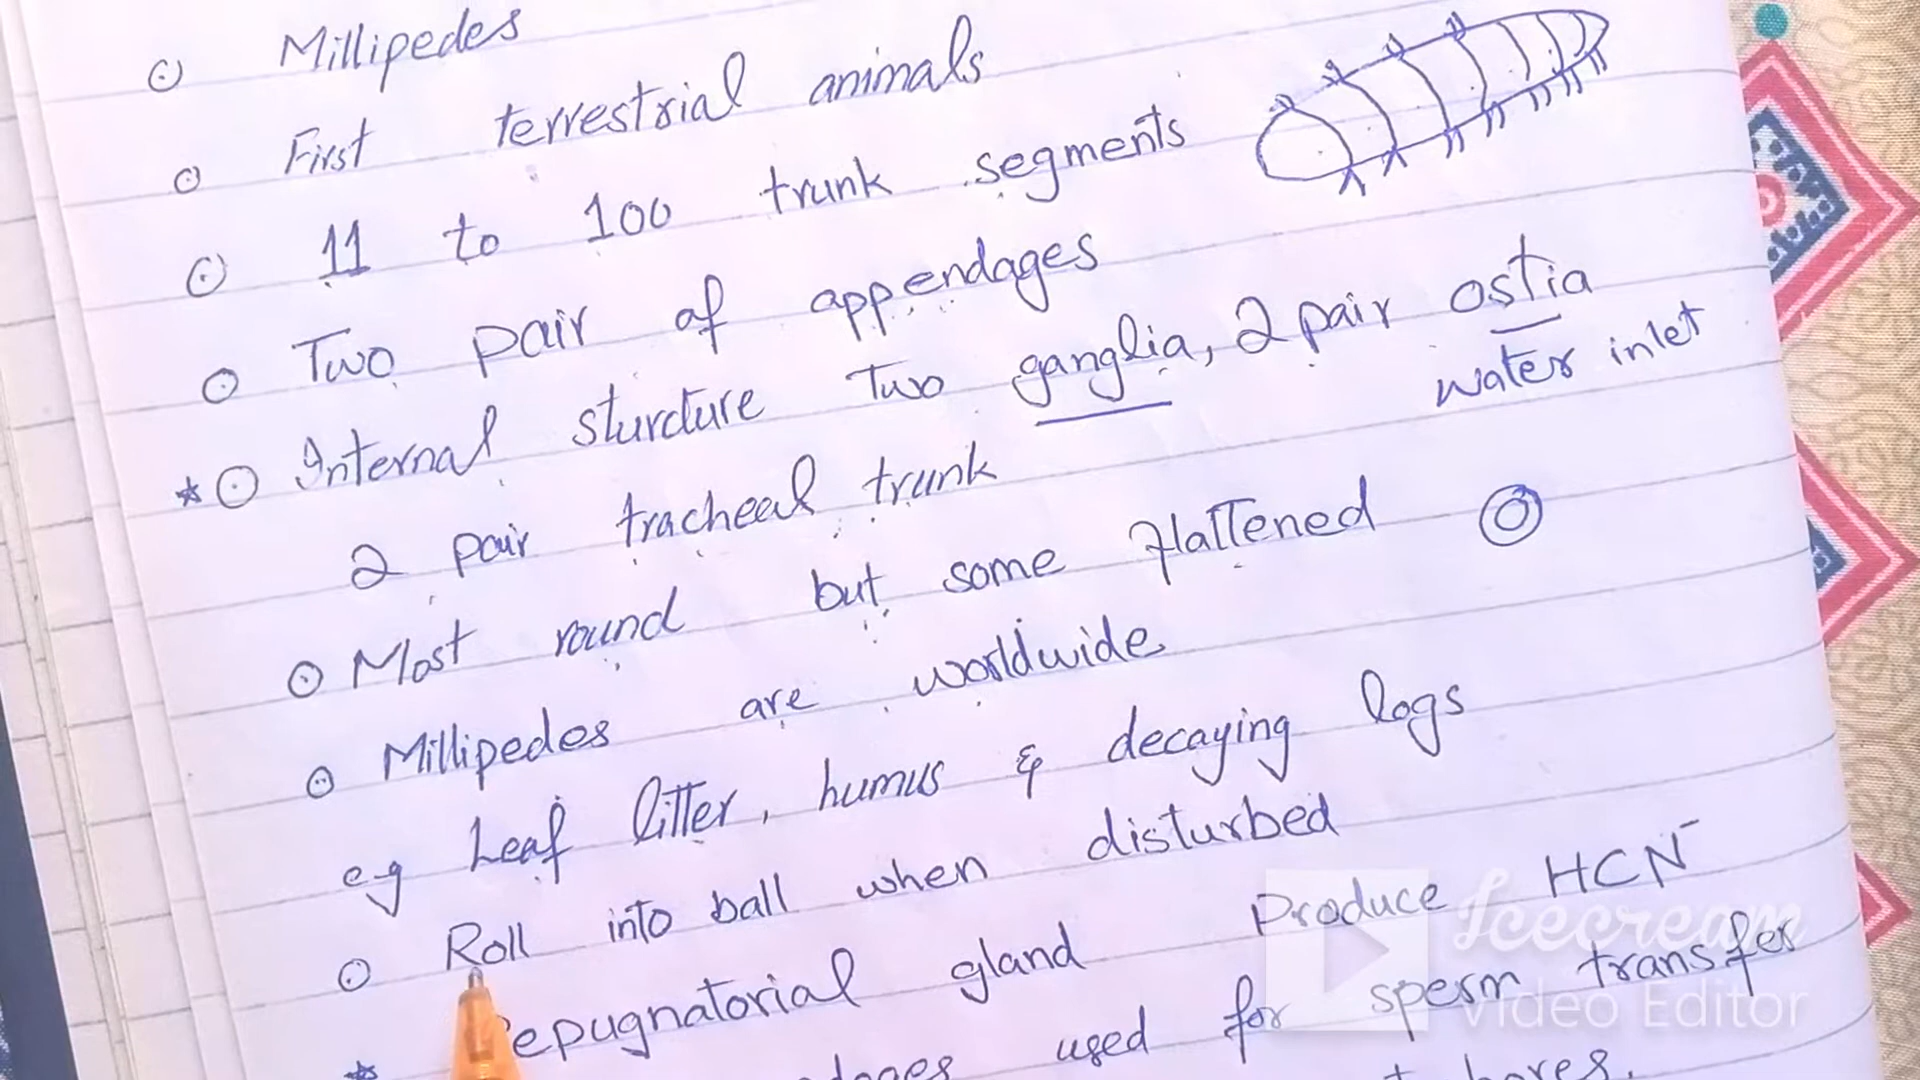 Millipedes
First terrestrial animals
11 to 100 trunk segments
Two pair of appendages
Internal sturcture Two ganglia, 2 pair ostia
water inlet
2 pair tracheal trunk
Most round but some flattened
Millipedes are worldwide
eg Leaf litter, humus & decaying logs
Roll into ball when disturbed
Repugnatorial gland Produce HCN
used for sperm transfer
Icecream
Video Editor